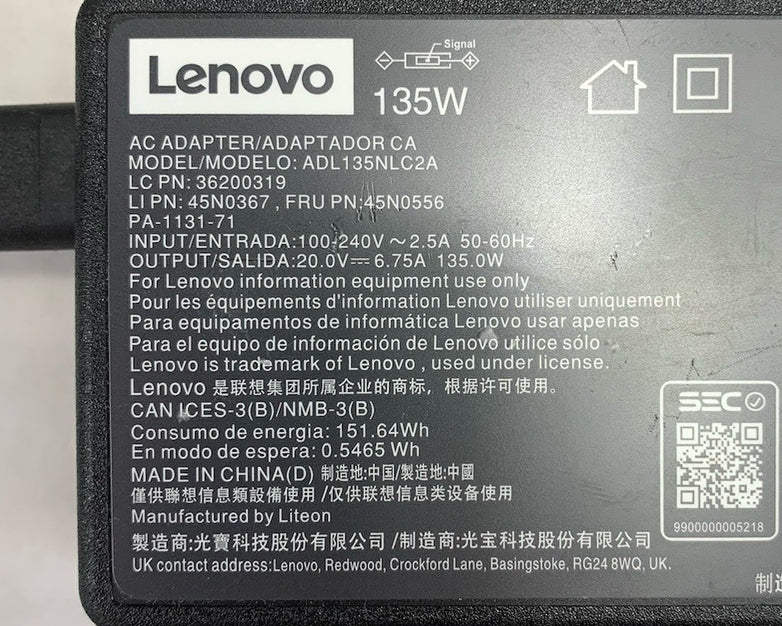 Lenovo
Signal
135W
AC ADAPTER/ADAPTADOR CA
MODEL/MODELO: ADL135NLC2A
LC PN: 36200319
LI PN: 45N0367 , FRU PN:45N0556
PA-1131-71
INPUT/ENTRADA:100-240V ~ 2.5A 50-60Hz
OUTPUT/SALIDA:20.0V⎓ 6.75A 135.0W
For Lenovo information equipment use only
Pour les équipements d'information Lenovo utiliser uniquement
Para equipamentos de informática Lenovo usar apenas
Para el equipo de información de Lenovo utilice sólo
Lenovo is trademark of Lenovo , used under license.
Lenovo 是联想集团所属企业的商标，根据许可使用。
CAN ICES-3(B)/NMB-3(B)
Consumo de energia: 151.64Wh
En modo de espera: 0.5465 Wh
MADE IN CHINA(D) 制造地:中国/製造地:中國
僅供聯想信息類設備使用 /仅供联想信息类设备使用
Manufactured by Liteon
製造商:光寶科技股份有限公司 /制造商:光宝科技股份有限公司
UK contact address:Lenovo, Redwood, Crockford Lane, Basingstoke, RG24 8WQ, UK.
SEC
9900000005218
制造